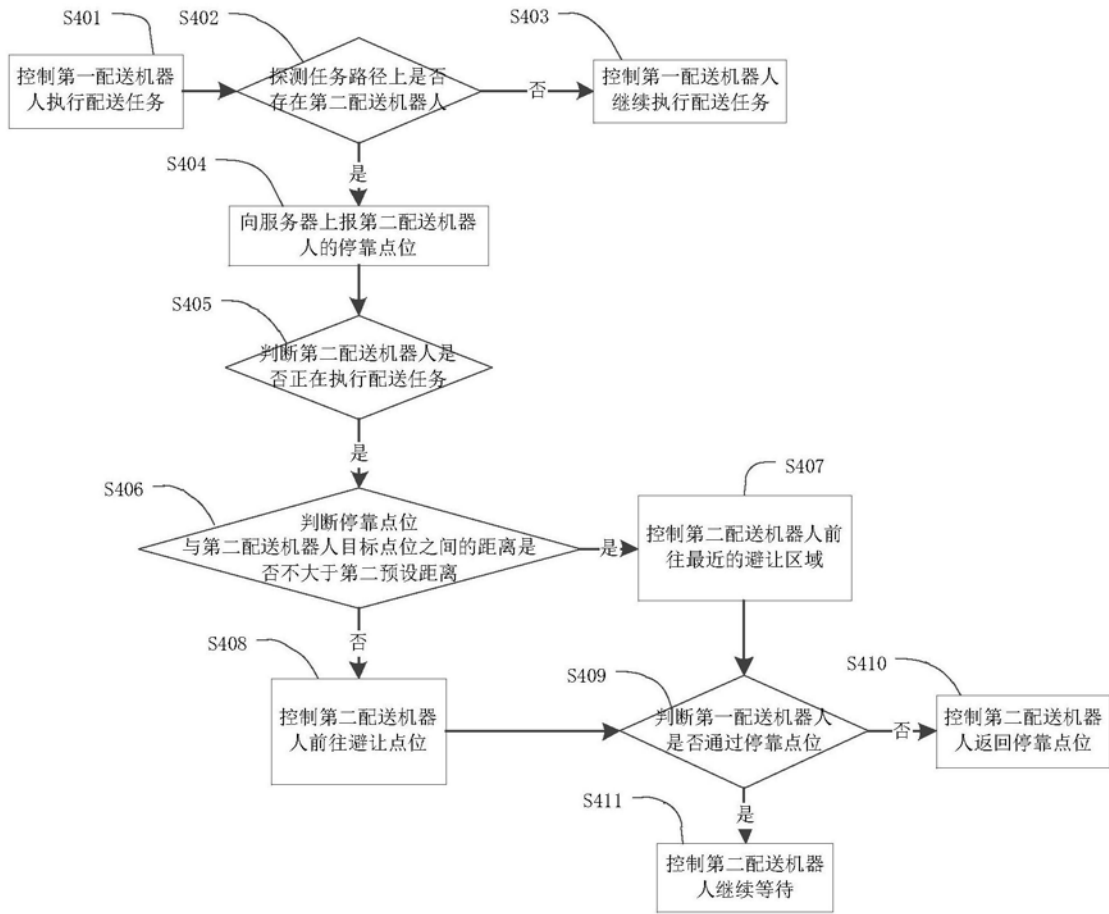 S401
S402
S403
控制第一配送机器
人执行配送任务
探测任务路径上是否
存在第二配送机器人
否
控制第一配送机器人
继续执行配送任务
是
S404
向服务器上报第二配送机器
人的停靠点位
S405
判断第二配送机器人是
否正在执行配送任务
是
S406
判断停靠点位
与第二配送机器人目标点位之间的距离是
否不大于第二预设距离
是
S407
控制第二配送机器人前
往最近的避让区域
否
S408
控制第二配送机器
人前往避让点位
S409
判断第一配送机器人
是否通过停靠点位
否
S410
控制第二配送机器
人返回停靠点位
是
S411
控制第二配送机器
人继续等待